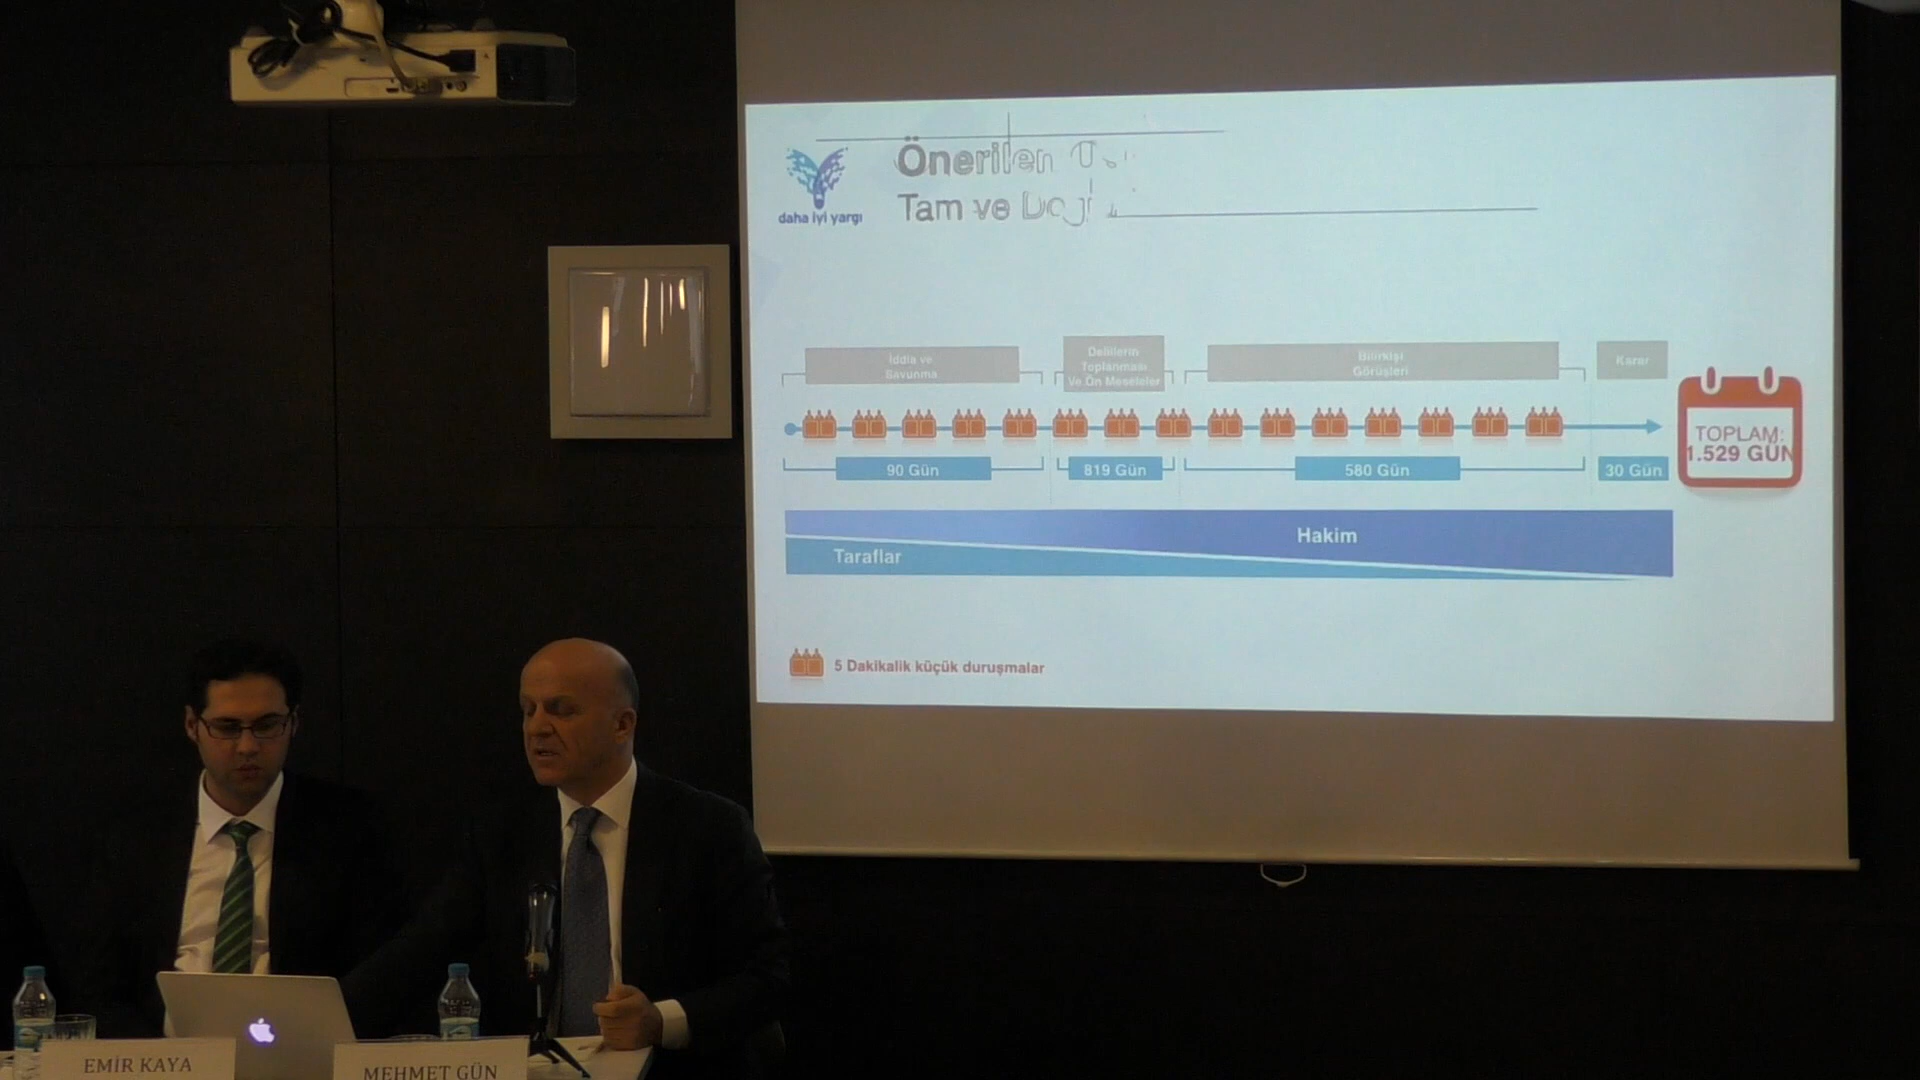 Önerilen
Tam ve
daha iyi yargı
İddia ve
Savunma
Delillerin
Toplanması
Ve Ön Meseleler
Bilirkişi
Görüşleri
Karar
TOPLAM:
1.529 GÜN
90 Gün
819 Gün
580 Gün
30 Gün
Hakim
Taraflar
5 Dakikalik küçük duruşmalar
EMİR KAYA
MEHMET GÜN